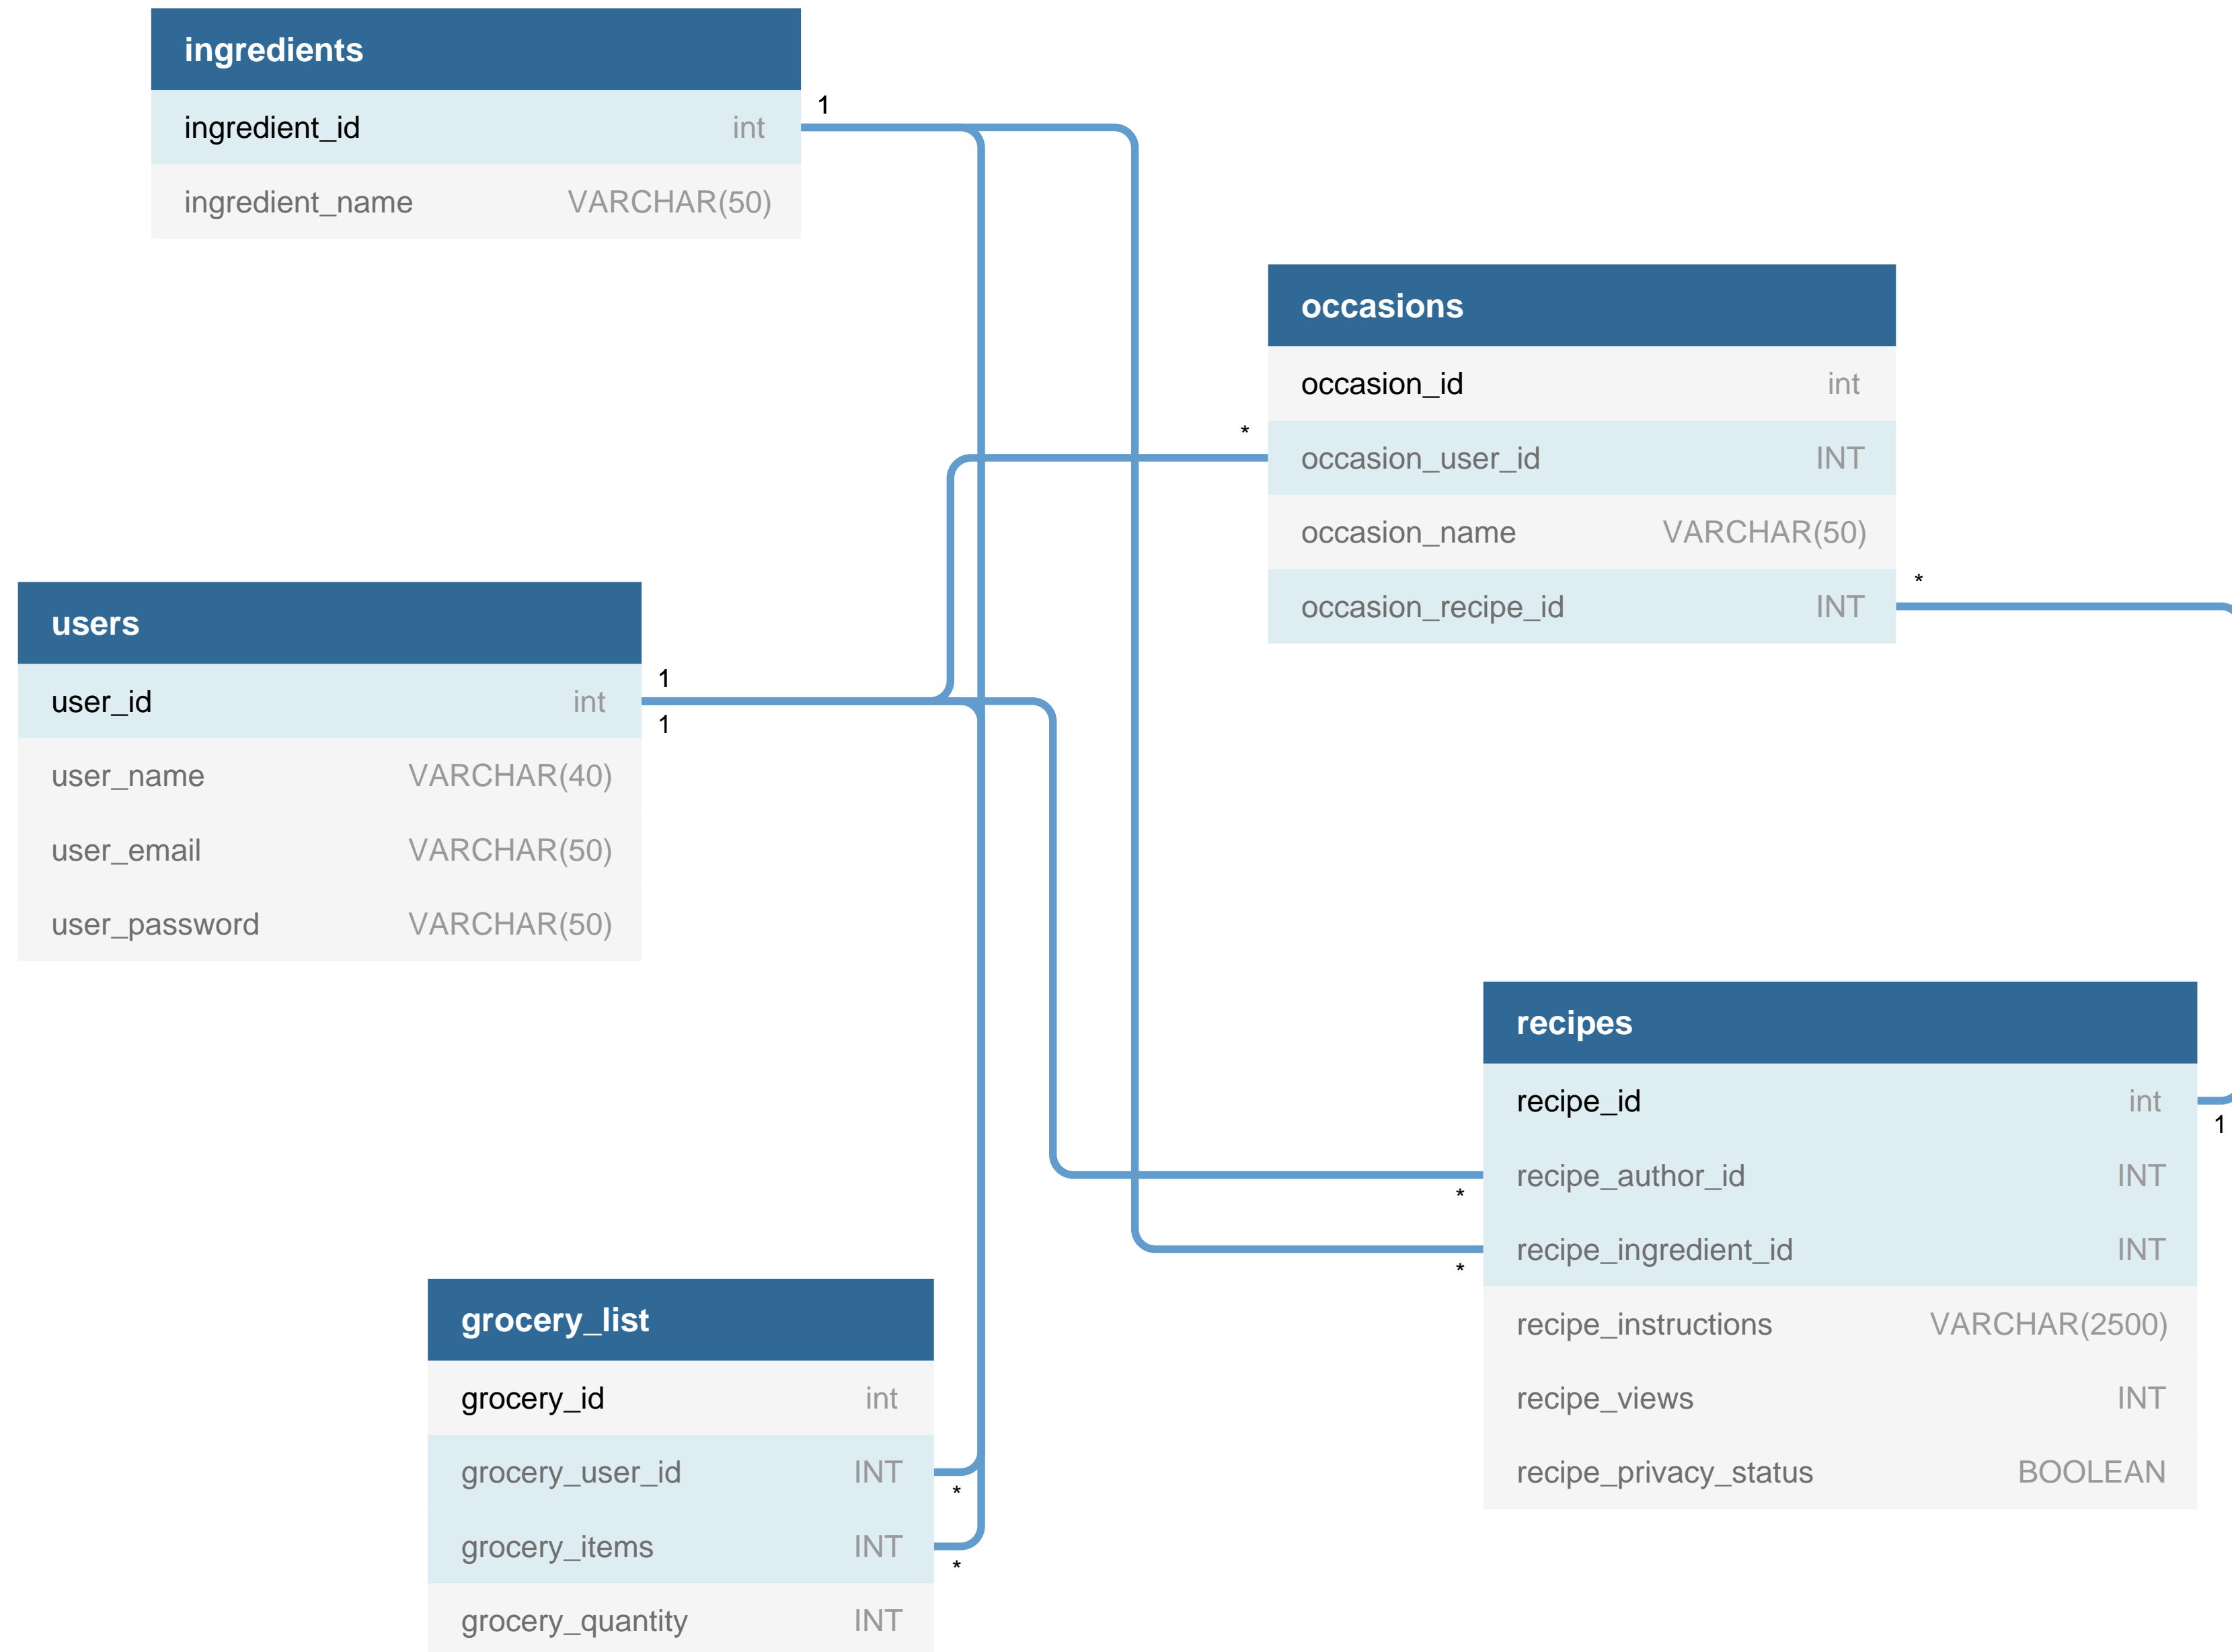 ingredients
ingredient_id int
ingredient_name VARCHAR(50)
1
occasions
occasion_id int
occasion_user_id INT
occasion_name VARCHAR(50)
occasion_recipe_id INT
*
*
users
user_id int
user_name VARCHAR(40)
user_email VARCHAR(50)
user_password VARCHAR(50)
1
1
recipes
recipe_id int
recipe_author_id INT
recipe_ingredient_id INT
recipe_instructions VARCHAR(2500)
recipe_views INT
recipe_privacy_status BOOLEAN
1
*
*
grocery_list
grocery_id int
grocery_user_id INT
grocery_items INT
grocery_quantity INT
*
*